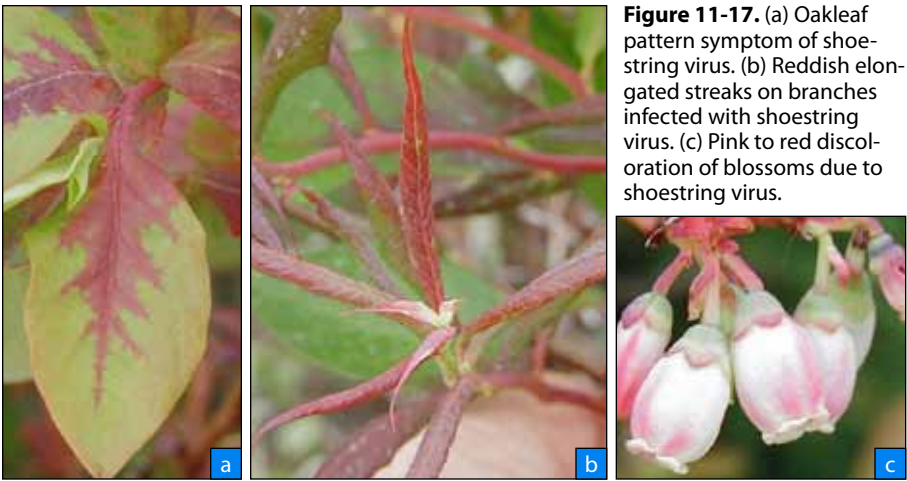 Figure 11-17. (a) Oakleaf
pattern symptom of shoe-
string virus. (b) Reddish elon-
gated streaks on branches
infected with shoestring
virus. (c) Pink to red discol-
oration of blossoms due to
shoestring virus.
a
b
c